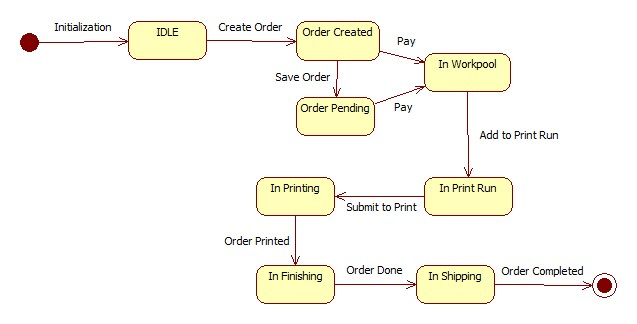 Initialization
IDLE
Create Order
Order Created
Pay
In Workpool
Save Order
Order Pending
Pay
Add to Print Run
In Printing
Submit to Print
In Print Run
Order Printed
In Finishing
Order Done
In Shipping
Order Completed